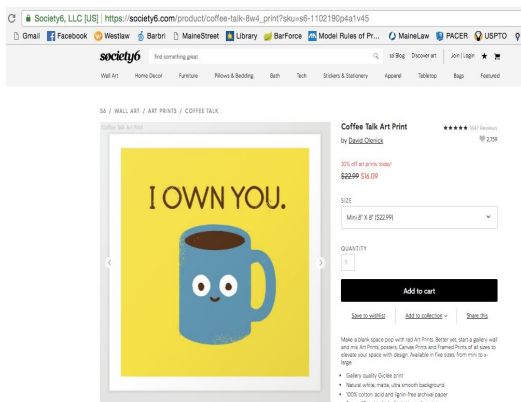 Society6, LLC [US] https://society6.com/product/coffee-talk-8w4_print?sku=s6-1102190p4a1v45
Gmail Facebook Westlaw Barbri MaineStreet Library BarForce Model Rules of Pr... MaineLaw PACER USPTO
society6 find something great s6 Blog Discover art Join | Login
Wall Art Home Decor Furniture Pillows & Bedding Bath Tech Stickers & Stationery Apparel Tabletop Bags Featured
S6 / WALL ART / ART PRINTS / COFFEE TALK
Coffee Talk Art Print
Coffee Talk Art Print
by David Olenick 2,759
30% off art prints today!
$22.99 $16.09
I OWN YOU.
SIZE
Mini 8" X 8" ($22.99)
QUANTITY
1
Add to cart
Save to wishlist Add to collection Share this
Make a blank space pop with rad Art Prints. Better yet, start a gallery wall
and mix Art Prints, posters, Canvas Prints and Framed Prints of all sizes to
elevate your space with design. Available in five sizes, from mini to x-
large.
Gallery quality Giclée print
Natural white, matte, ultra smooth background
100% cotton, acid and lignin-free archival paper